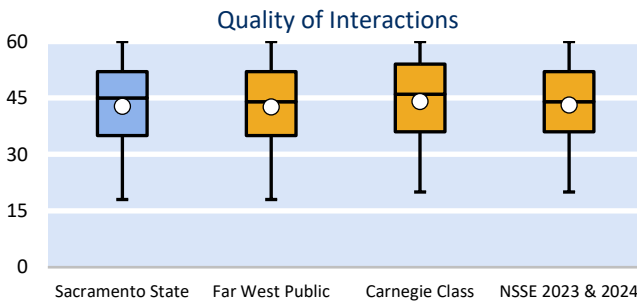 Quality of Interactions
60
45
30
15
0
Sacramento State Far West Public Carnegie Class NSSE 2023 & 2024